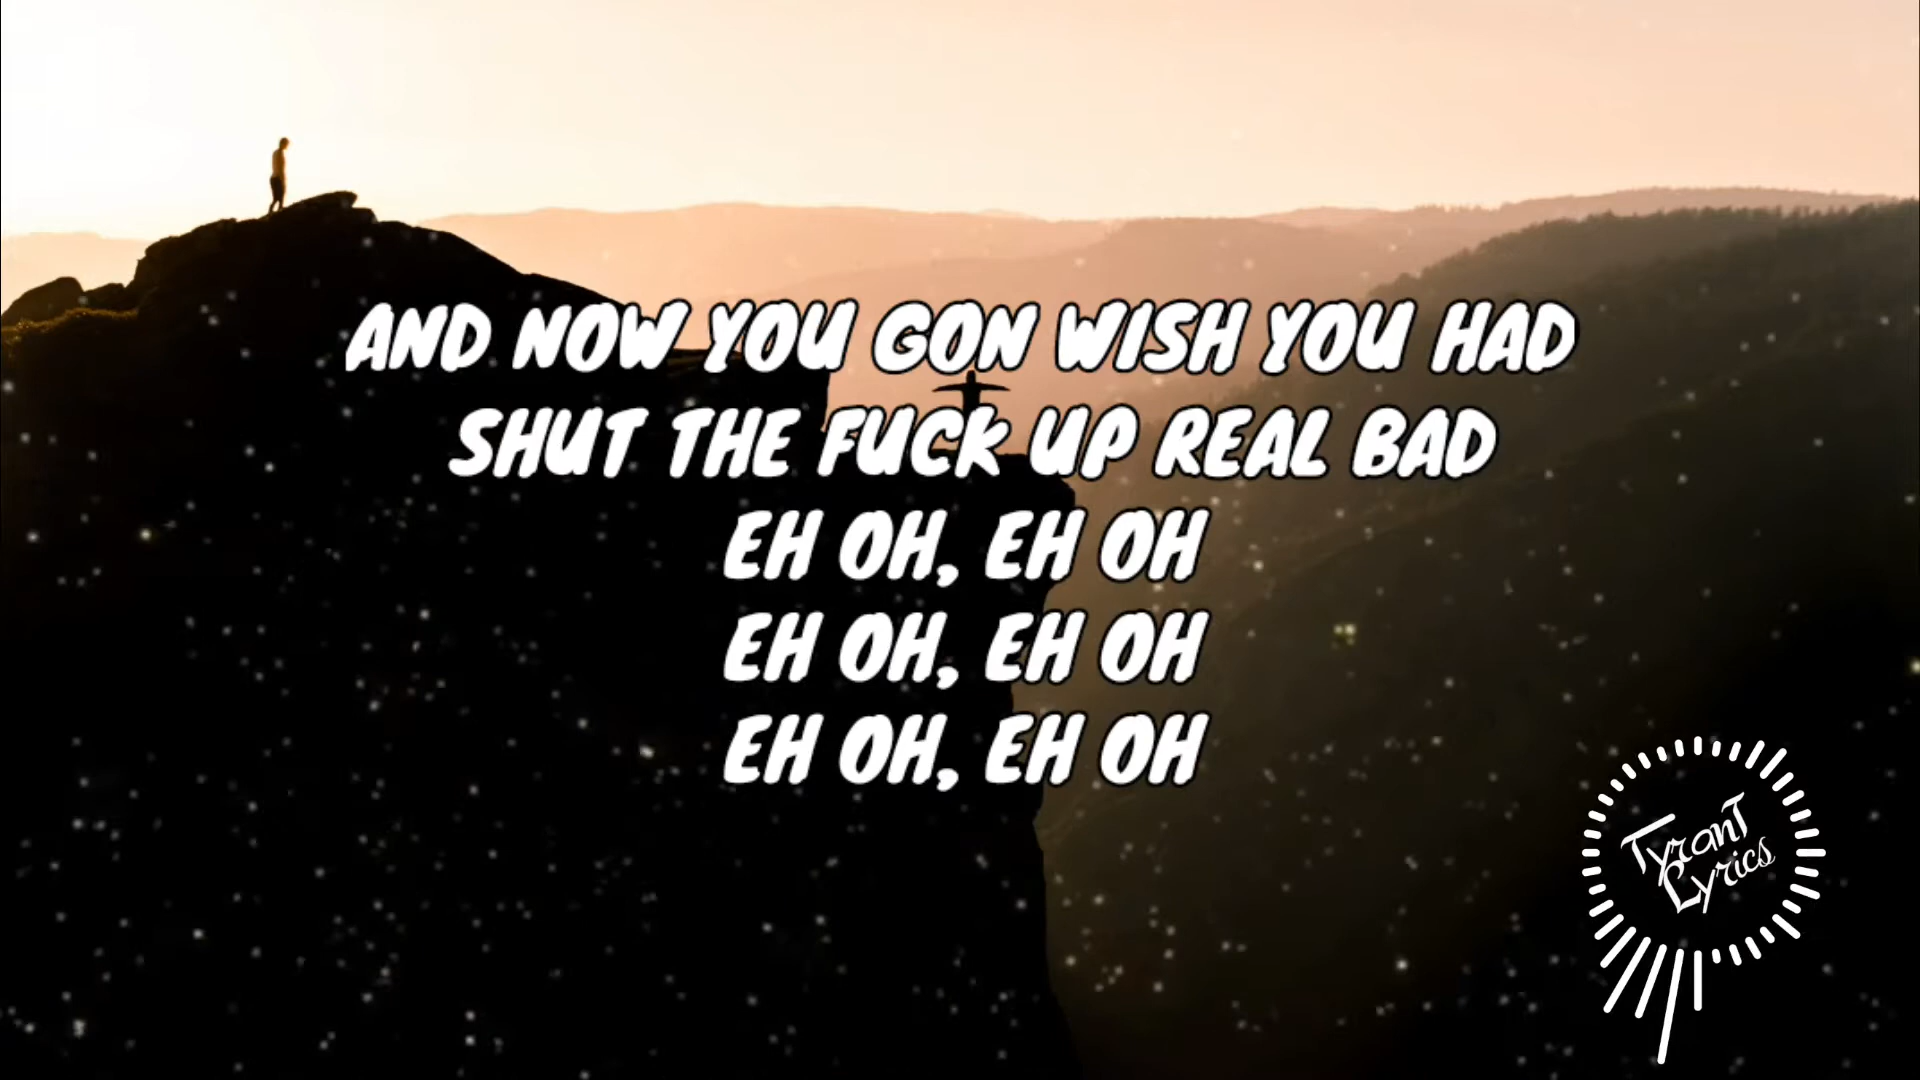 AND NOW YOU GON WISH YOU HAD
SHUT THE FUCK UP REAL BAD
EH OH, EH OH
EH OH, EH OH
EH OH, EH OH
TyranT
Lyrics